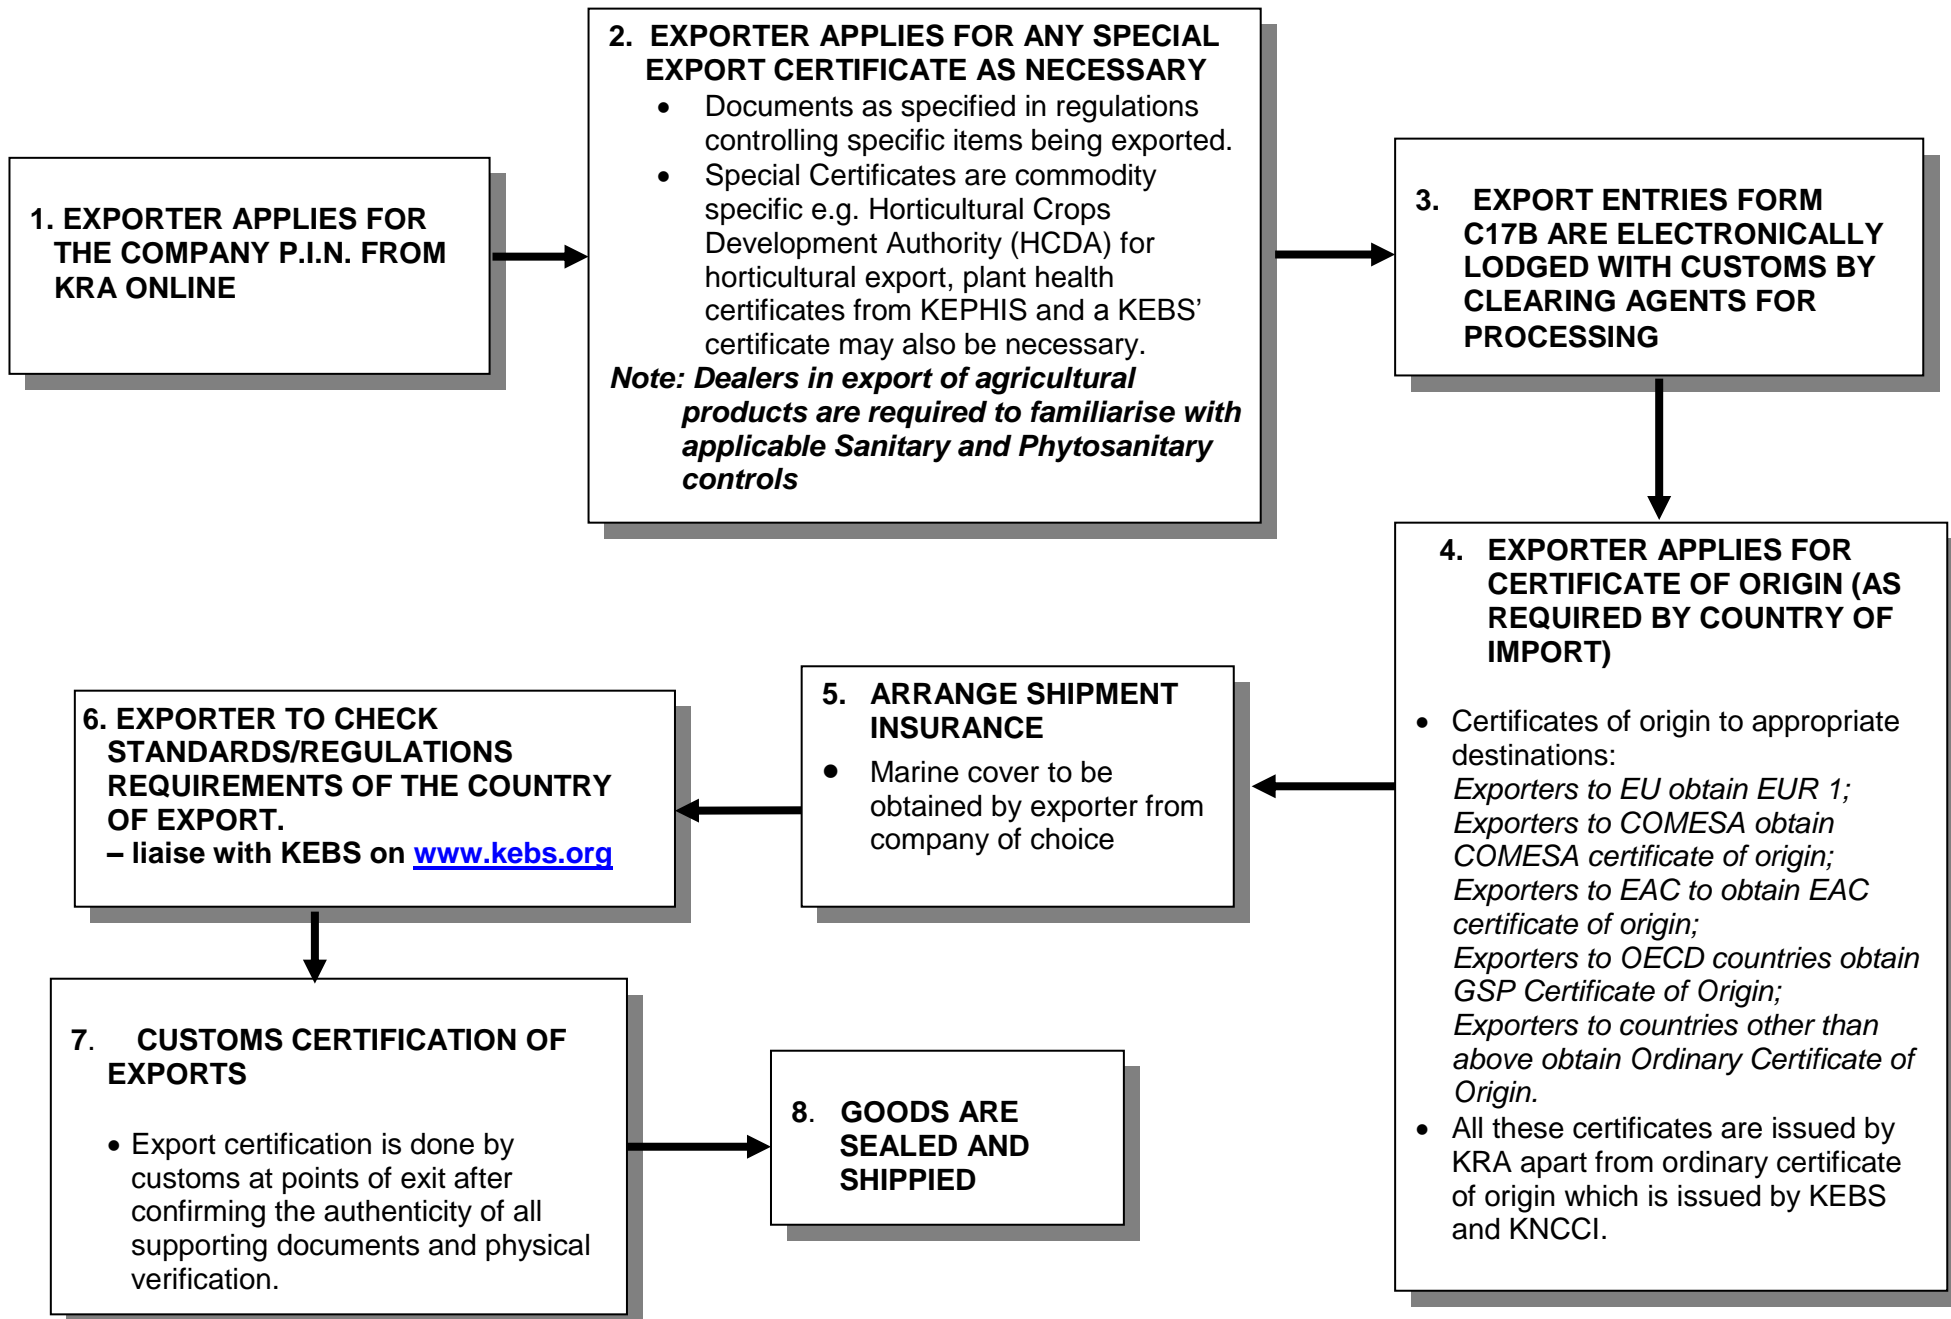 1. EXPORTER APPLIES FOR
THE COMPANY P.I.N. FROM
KRA ONLINE
2. EXPORTER APPLIES FOR ANY SPECIAL
EXPORT CERTIFICATE AS NECESSARY
• Documents as specified in regulations
controlling specific items being exported.
• Special Certificates are commodity
specific e.g. Horticultural Crops
Development Authority (HCDA) for
horticultural export, plant health
certificates from KEPHIS and a KEBS’
certificate may also be necessary.
Note: Dealers in export of agricultural
products are required to familiarise with
applicable Sanitary and Phytosanitary
controls
3. EXPORT ENTRIES FORM
C17B ARE ELECTRONICALLY
LODGED WITH CUSTOMS BY
CLEARING AGENTS FOR
PROCESSING
4. EXPORTER APPLIES FOR
CERTIFICATE OF ORIGIN (AS
REQUIRED BY COUNTRY OF
IMPORT)
• Certificates of origin to appropriate
destinations:
Exporters to EU obtain EUR 1;
Exporters to COMESA obtain
COMESA certificate of origin;
Exporters to EAC to obtain EAC
certificate of origin;
Exporters to OECD countries obtain
GSP Certificate of Origin;
Exporters to countries other than
above obtain Ordinary Certificate of
Origin.
• All these certificates are issued by
KRA apart from ordinary certificate
of origin which is issued by KEBS
and KNCCI.
5. ARRANGE SHIPMENT
INSURANCE
• Marine cover to be
obtained by exporter from
company of choice
6. EXPORTER TO CHECK
STANDARDS/REGULATIONS
REQUIREMENTS OF THE COUNTRY
OF EXPORT.
– liaise with KEBS on www.kebs.org
7. CUSTOMS CERTIFICATION OF
EXPORTS
• Export certification is done by
customs at points of exit after
confirming the authenticity of all
supporting documents and physical
verification.
8. GOODS ARE
SEALED AND
SHIPPIED